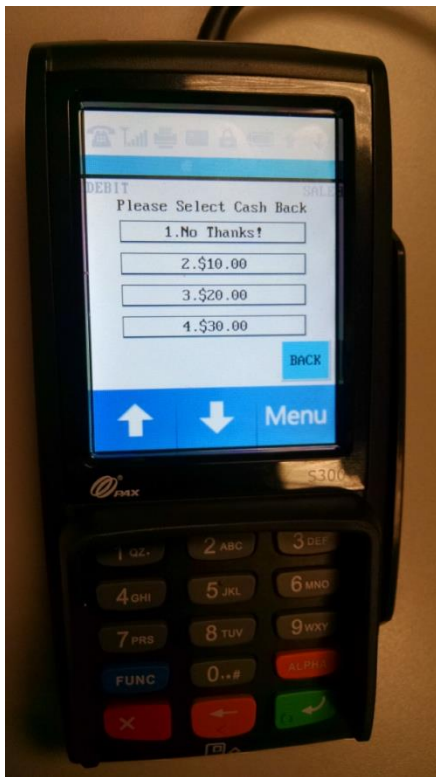 DEBIT SALE
Please Select Cash Back
1.No Thanks!
2.$10.00
3.$20.00
4.$30.00
BACK
Menu
PAX S300
1 QZ. 2 ABC 3 DEF
4 GHI 5 JKL 6 MNO
7 PRS 8 TUV 9 WXY
FUNC 0.*# ALPHA